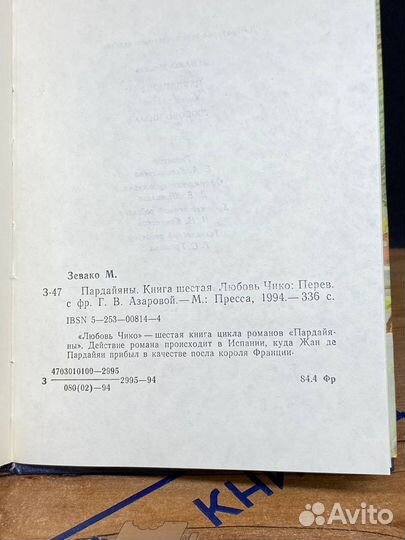 Зевако М.
З-47 Пардайяны. Книга шестая. Любовь Чико: Перев.
с фр. Г. В. Азаровой.— М.: Пресса, 1994.— 336 с.
ISBN 5—253—00814—4
«Любовь Чико» — шестая книга цикла романов «Пардайя-
ны». Действие романа происходит в Испании, куда Жан де
Пардайян прибыл в качестве посла короля Франции.
4703010100—2995
З ——— 2995—94 84.4 Фр
080(02)—94
КНИ
Avito